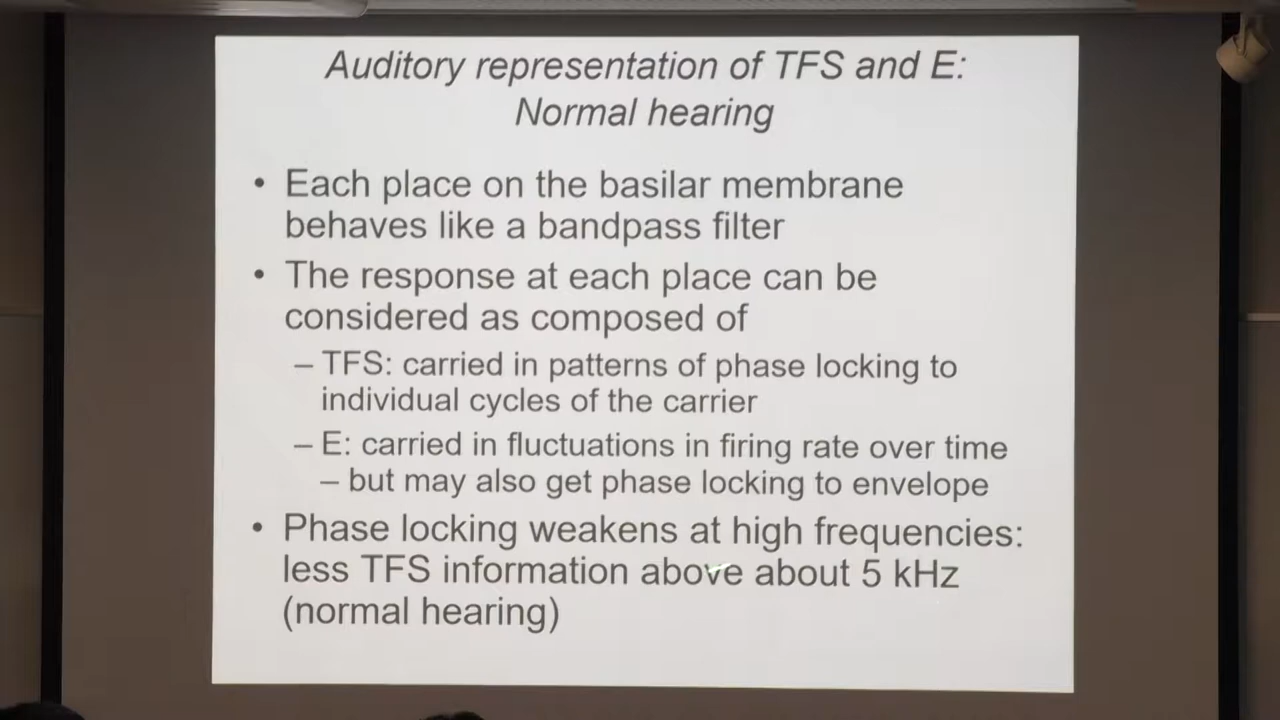 Auditory representation of TFS and E:
Normal hearing
• Each place on the basilar membrane
behaves like a bandpass filter
• The response at each place can be
considered as composed of
– TFS: carried in patterns of phase locking to
individual cycles of the carrier
– E: carried in fluctuations in firing rate over time
– but may also get phase locking to envelope
• Phase locking weakens at high frequencies:
less TFS information above about 5 kHz
(normal hearing)